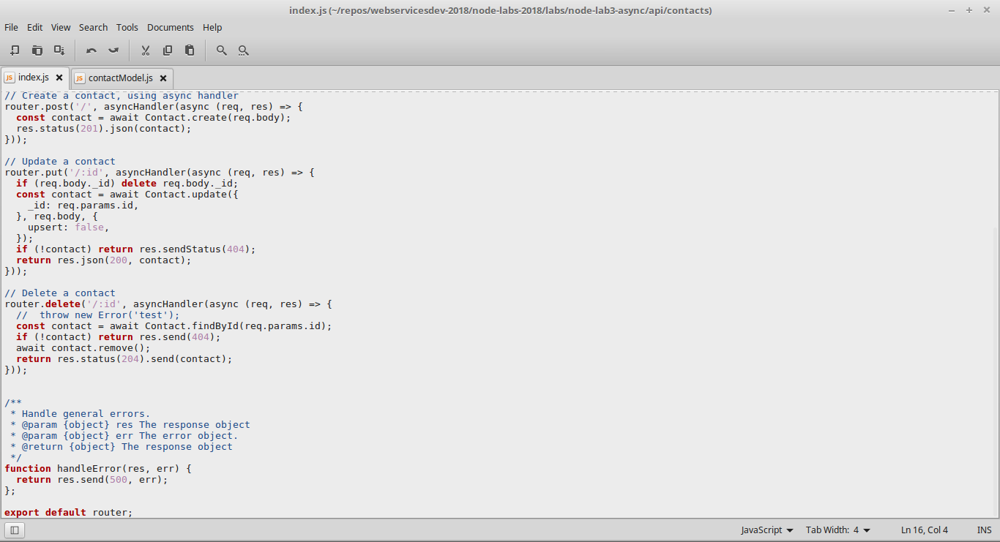 index.js (~/repos/webservicesdev-2018/node-labs-2018/labs/node-lab3-async/api/contacts)
File Edit View Search Tools Documents Help
JS index.js JS contactModel.js
// Create a contact, using async handler
router.post('/', asyncHandler(async (req, res) => {
  const contact = await Contact.create(req.body);
  res.status(201).json(contact);
}));

// Update a contact
router.put('/:id', asyncHandler(async (req, res) => {
  if (req.body._id) delete req.body._id;
  const contact = await Contact.update({
    _id: req.params.id,
  }, req.body, {
    upsert: false,
  });
  if (!contact) return res.sendStatus(404);
  return res.json(200, contact);
}));

// Delete a contact
router.delete('/:id', asyncHandler(async (req, res) => {
  //  throw new Error('test');
  const contact = await Contact.findById(req.params.id);
  if (!contact) return res.send(404);
  await contact.remove();
  return res.status(204).send(contact);
}));


/**
 * Handle general errors.
 * @param {object} res The response object
 * @param {object} err The error object.
 * @return {object} The response object
 */
function handleError(res, err) {
  return res.send(500, err);
};

export default router;
JavaScript Tab Width: 4 Ln 16, Col 4 INS